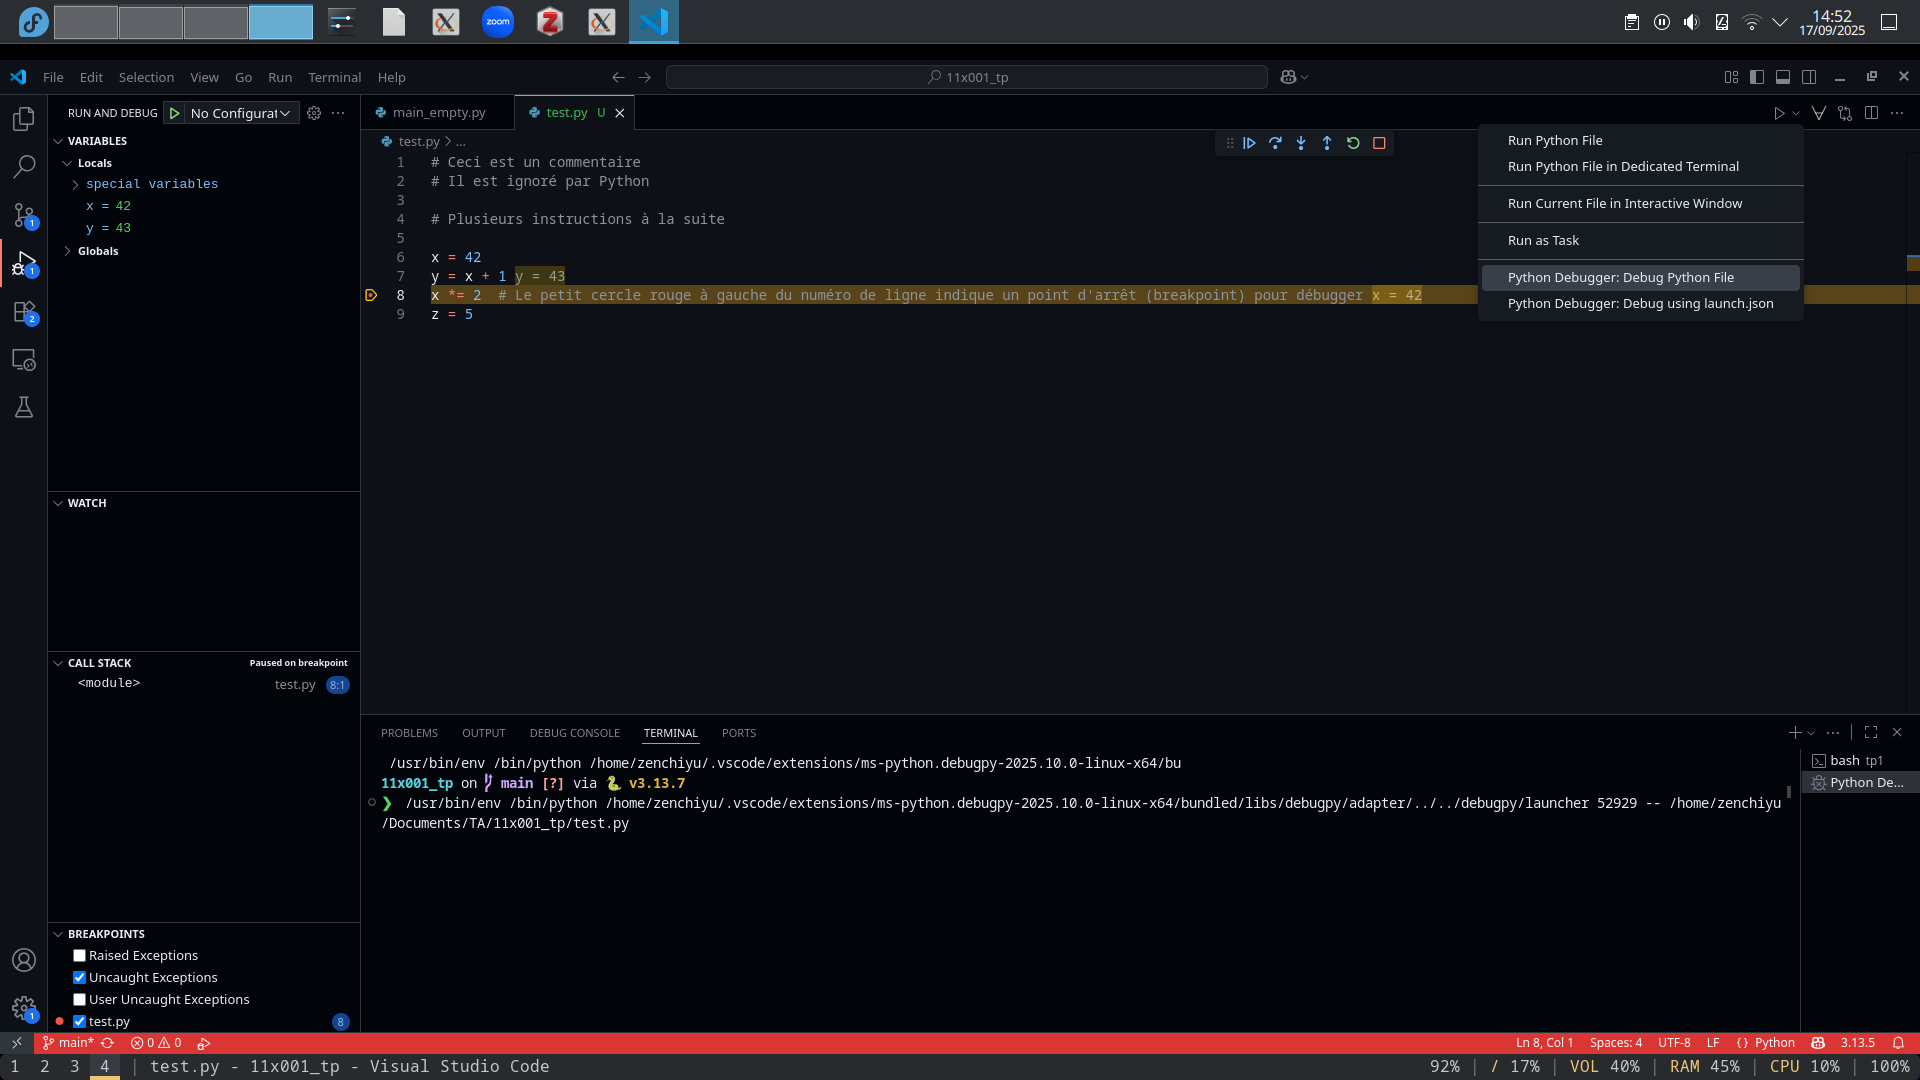 zoom
14:52
17/09/2025
File Edit Selection View Go Run Terminal Help
11x001_tp
RUN AND DEBUG No Configurat
main_empty.py
test.py U
VARIABLES
Locals
special variables
x = 42
y = 43
Globals
test.py > ...
1 # Ceci est un commentaire
2 # Il est ignoré par Python
3
4 # Plusieurs instructions à la suite
5
6 x = 42
7 y = x + 1 y = 43
8 x *= 2 # Le petit cercle rouge à gauche du numéro de ligne indique un point d'arrêt (breakpoint) pour débugger x = 42
9 z = 5
Run Python File
Run Python File in Dedicated Terminal
Run Current File in Interactive Window
Run as Task
Python Debugger: Debug Python File
Python Debugger: Debug using launch.json
1
1
2
WATCH
CALL STACK Paused on breakpoint
<module> test.py 8:1
PROBLEMS OUTPUT DEBUG CONSOLE TERMINAL PORTS
/usr/bin/env /bin/python /home/zenchiyu/.vscode/extensions/ms-python.debugpy-2025.10.0-linux-x64/bu
11x001_tp on main [?] via 🐍 v3.13.7
❯ /usr/bin/env /bin/python /home/zenchiyu/.vscode/extensions/ms-python.debugpy-2025.10.0-linux-x64/bundled/libs/debugpy/adapter/../../debugpy/launcher 52929 -- /home/zenchiyu
/Documents/TA/11x001_tp/test.py
bash tp1
Python De...
BREAKPOINTS
Raised Exceptions
Uncaught Exceptions
User Uncaught Exceptions
test.py 8
1
main* 0 0
Ln 8, Col 1 Spaces: 4 UTF-8 LF {} Python 3.13.5
1 2 3 4 | test.py - 11x001_tp - Visual Studio Code
92% | / 17% | VOL 40% | RAM 45% | CPU 10% | 100%